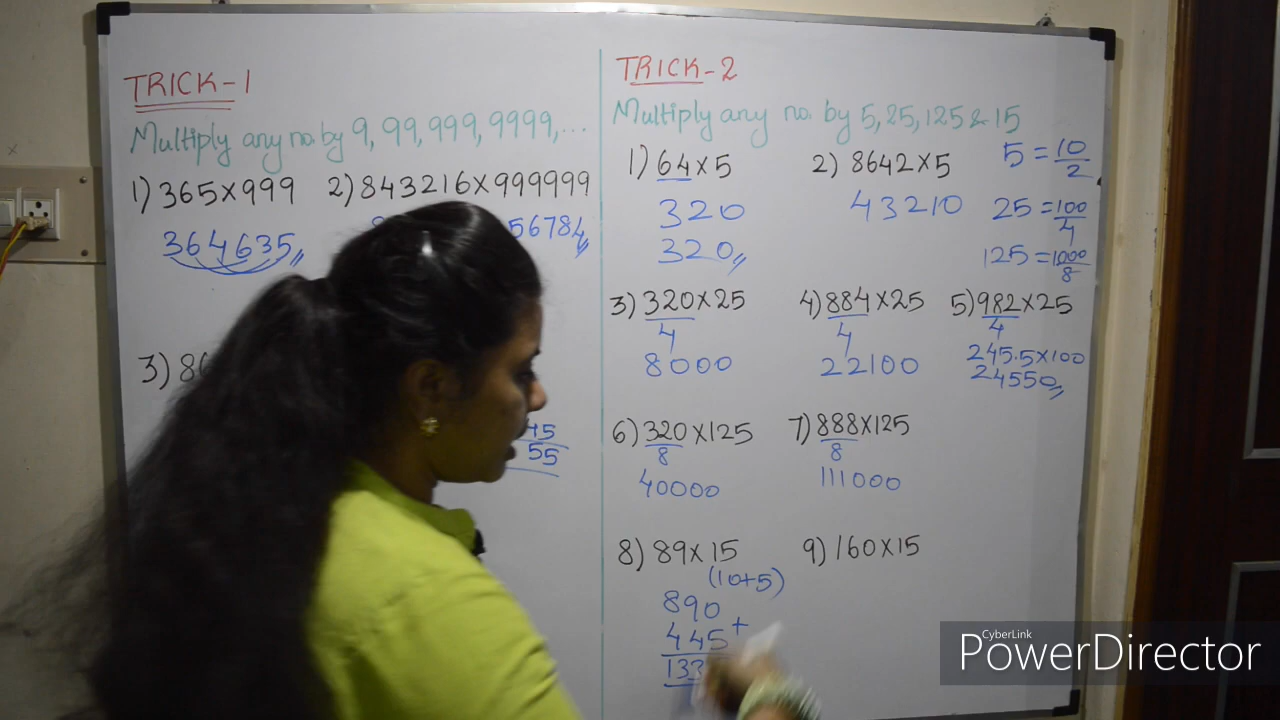 TRICK-1
Multiply any no. by 9, 99, 999, 9999,...
1) 365×999 2) 843216×999999
364635 56784
3) 86
45
55
TRICK-2
Multiply any no. by 5, 25, 125 & 15
1) 64×5 2) 8642×5 5 = 10/2
320 43210 25 = 100/4
320 125 = 1000/8
3) 320×25 4) 884×25 5) 982×25
4 4 4
8000 22100 245.5×100
24550
6) 320×125 7) 888×125
8 8
40000 111000
8) 89×15 9) 160×15
(10+5)
890
445 +
133
CyberLink
PowerDirector